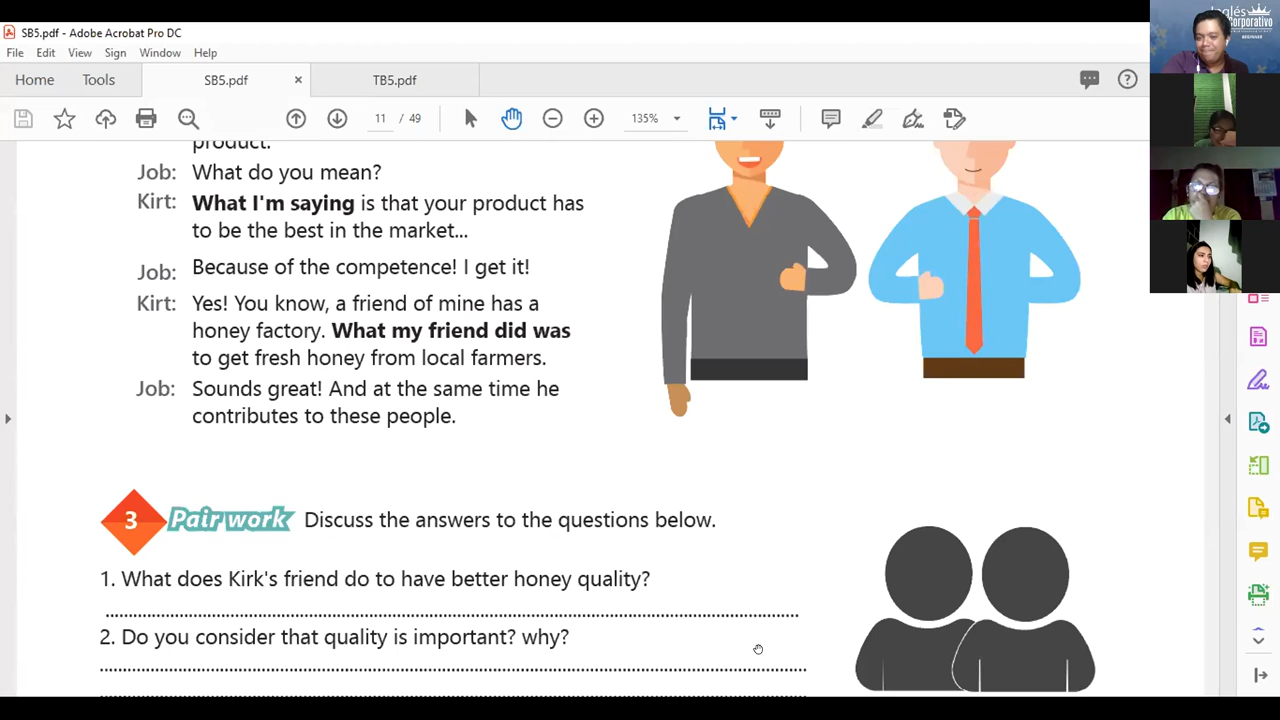 SB5.pdf - Adobe Acrobat Pro DC
File Edit View Sign Window Help
Home Tools SB5.pdf × TB5.pdf
11 / 49 135%
product.
Job: What do you mean?
Kirt: What I'm saying is that your product has
to be the best in the market...
Job: Because of the competence! I get it!
Kirt: Yes! You know, a friend of mine has a
honey factory. What my friend did was
to get fresh honey from local farmers.
Job: Sounds great! And at the same time he
contributes to these people.
3 Pair work Discuss the answers to the questions below.
1. What does Kirk's friend do to have better honey quality?
2. Do you consider that quality is important? why?
Inglés
Corporativo
BEGINNER